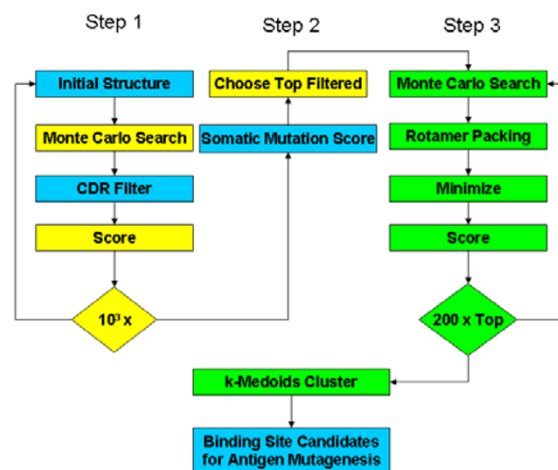 Step 1
Step 2
Step 3
Initial Structure
Monte Carlo Search
CDR Filter
Score
10³ x
Choose Top Filtered
Somatic Mutation Score
Monte Carlo Search
Rotamer Packing
Minimize
Score
200 x Top
k-Medoids Cluster
Binding Site Candidates
for Antigen Mutagenesis